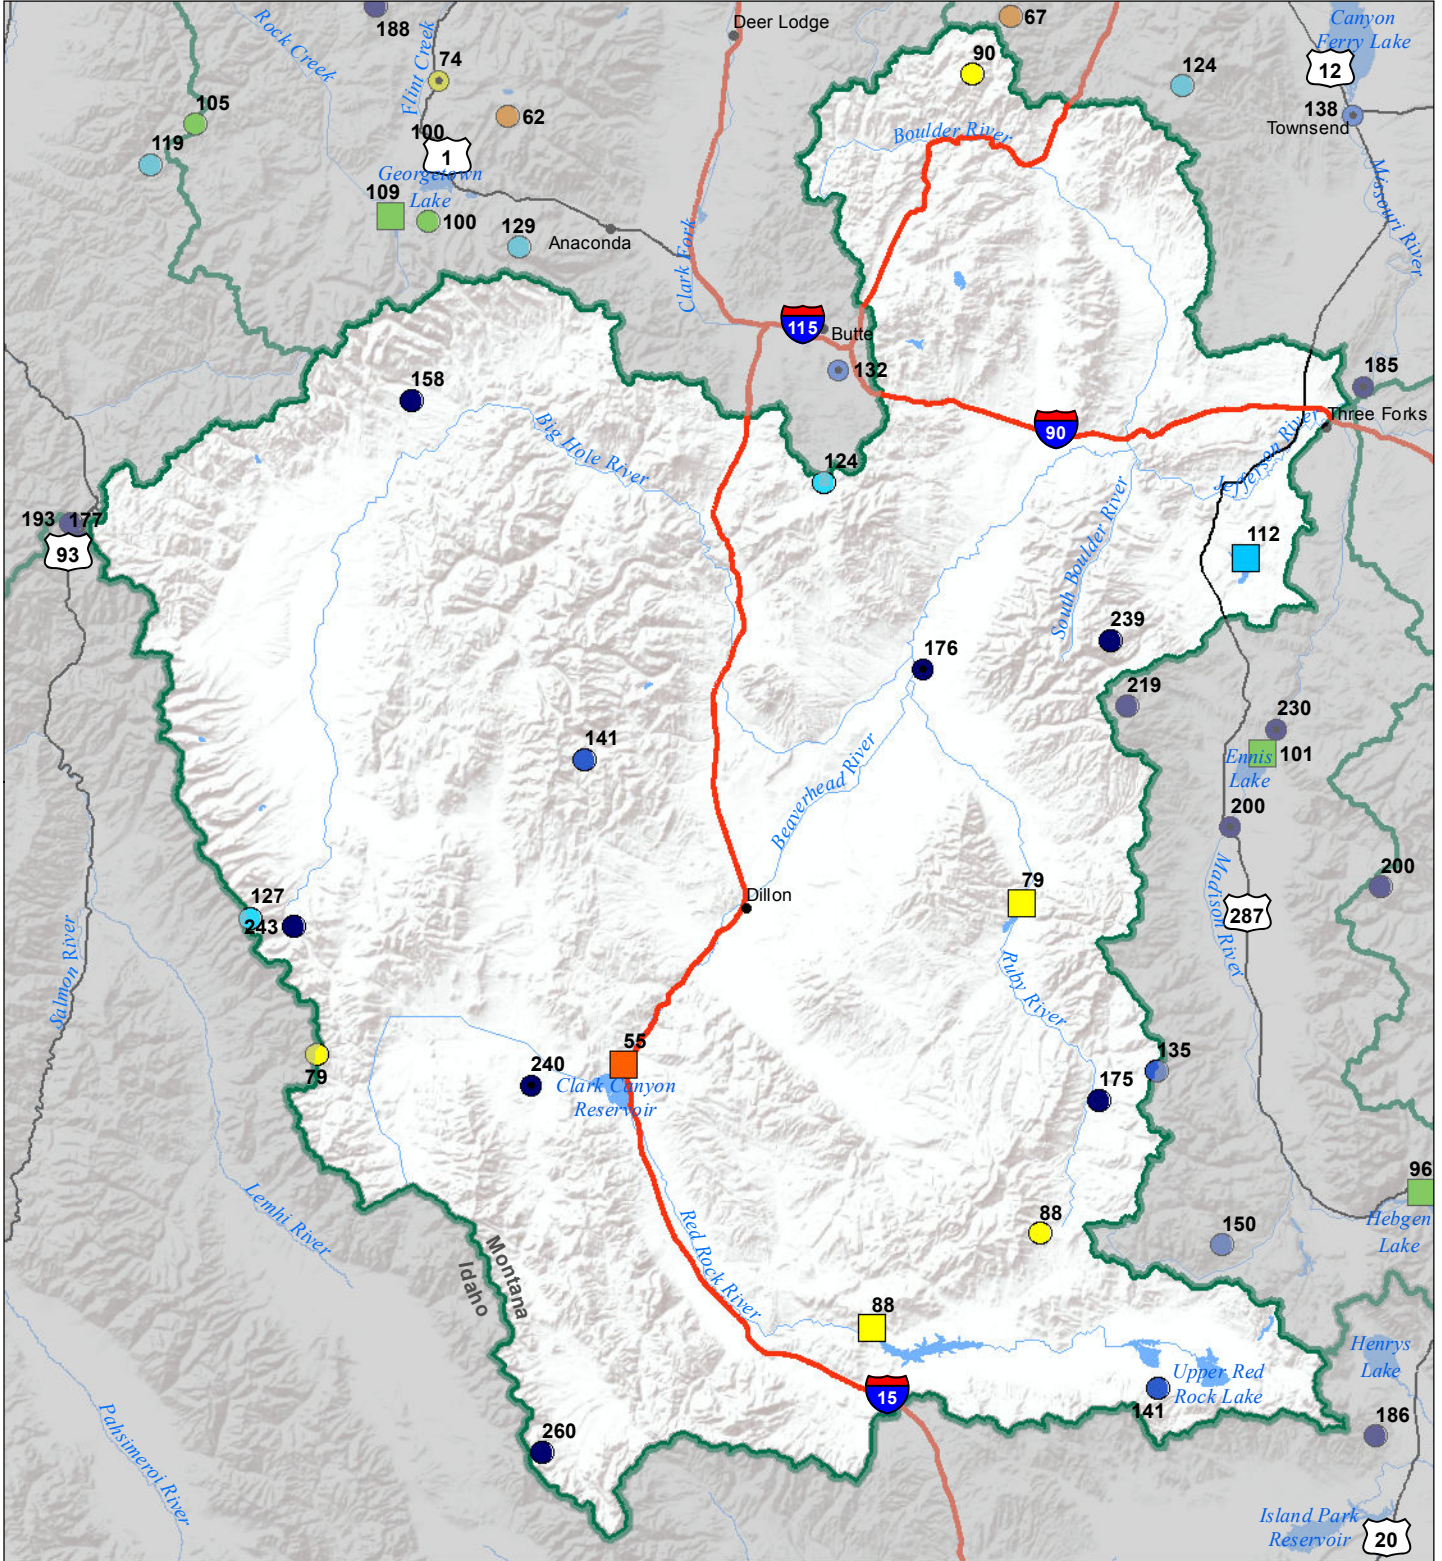 Rock Creek
188
Flint Creek
74
62
105
119
100
1
Georgetown
Lake
109
100
129
Anaconda
Deer Lodge
Clark Fork
67
90
Boulder River
124
Canyon
Ferry Lake
12
138
Townsend
Missouri River
115
Butte
132
185
Three Forks
90
Jefferson River
158
Big Hole River
124
South Boulder River
112
193
177
93
239
176
219
230
Ennis
Lake
101
141
Beaverhead River
200
200
Madison River
287
79
Dillon
127
243
Salmon River
Ruby River
55
79
240
Clark Canyon
Reservoir
135
175
96
Hebgen
Lake
Lemhi River
Montana
Idaho
Red Rock River
88
150
88
Henrys
Lake
Upper Red
Rock Lake
15
141
Pahsimeroi River
260
186
Island Park
Reservoir
20